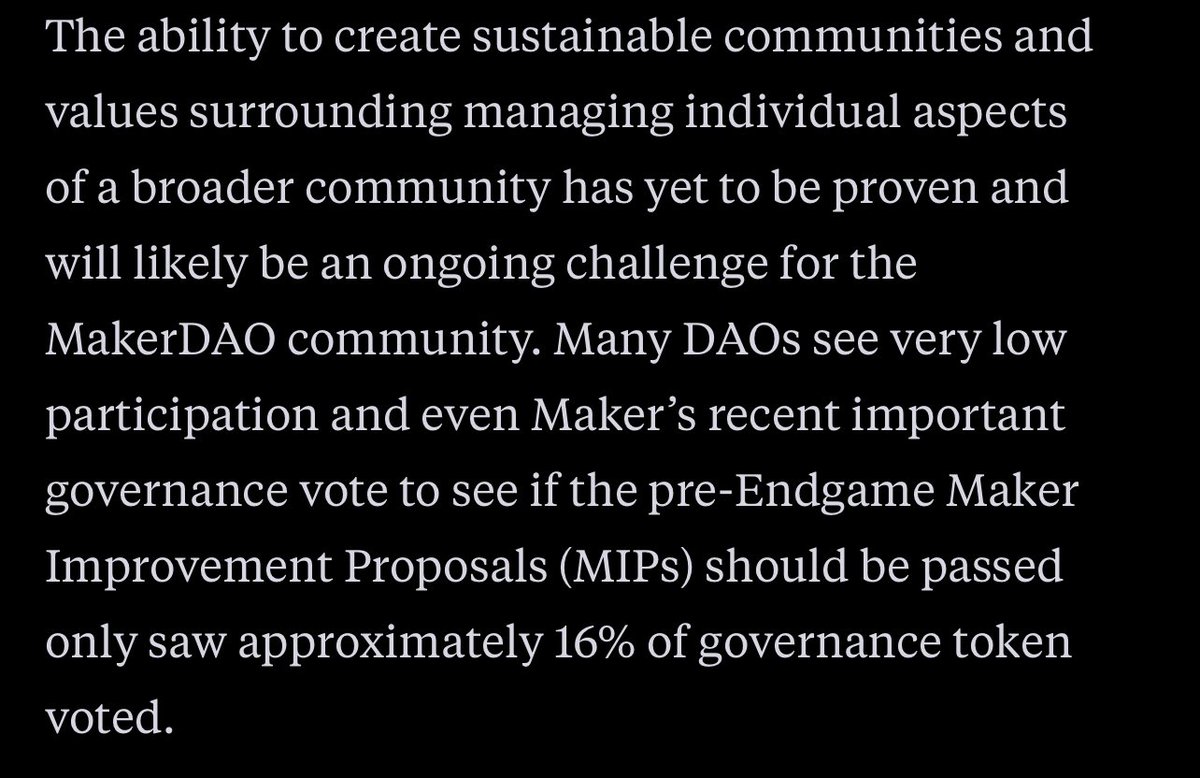 The ability to create sustainable communities and
values surrounding managing individual aspects
of a broader community has yet to be proven and
will likely be an ongoing challenge for the
MakerDAO community. Many DAOs see very low
participation and even Maker’s recent important
governance vote to see if the pre-Endgame Maker
Improvement Proposals (MIPs) should be passed
only saw approximately 16% of governance token
voted.